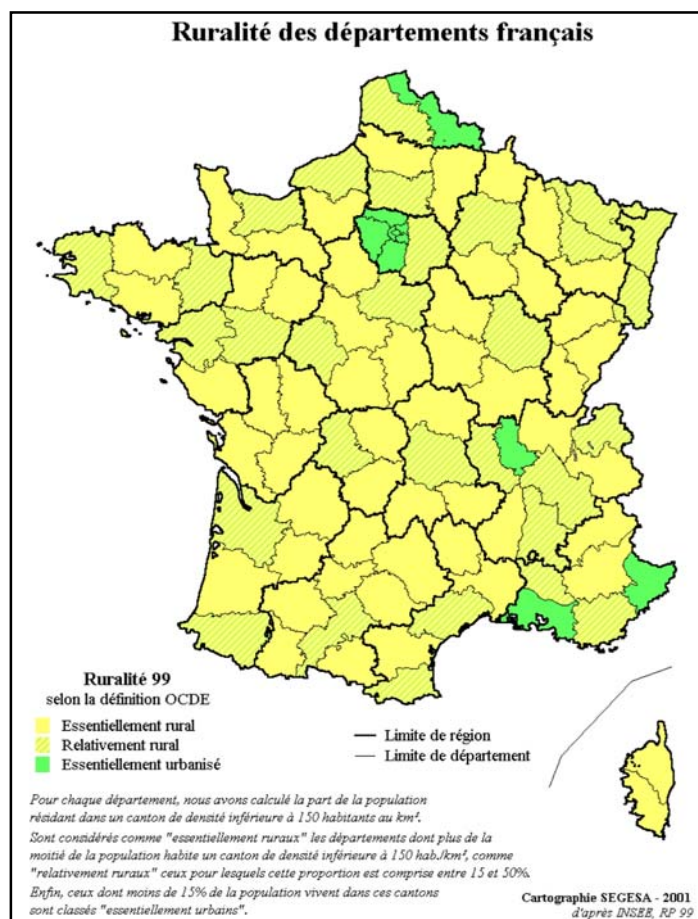 Ruralité des départements français
Ruralité 99
selon la définition OCDE
Essentiellement rural
Relativement rural
Essentiellement urbanisé
Limite de région
Limite de département
Pour chaque département, nous avons calculé la part de la population
résidant dans un canton de densité inférieure à 150 habitants au km².
Sont considérés comme "essentiellement ruraux" les départements dont plus de la
moitié de la population habite un canton de densité inférieure à 150 hab./km², comme
"relativement ruraux" ceux pour lesquels cette proportion est comprise entre 15 et 50%.
Enfin, ceux dont moins de 15% de la population vivent dans ces cantons
sont classés "essentiellement urbains".
Cartographie SEGESA - 2001
d'après INSEE, RP 99